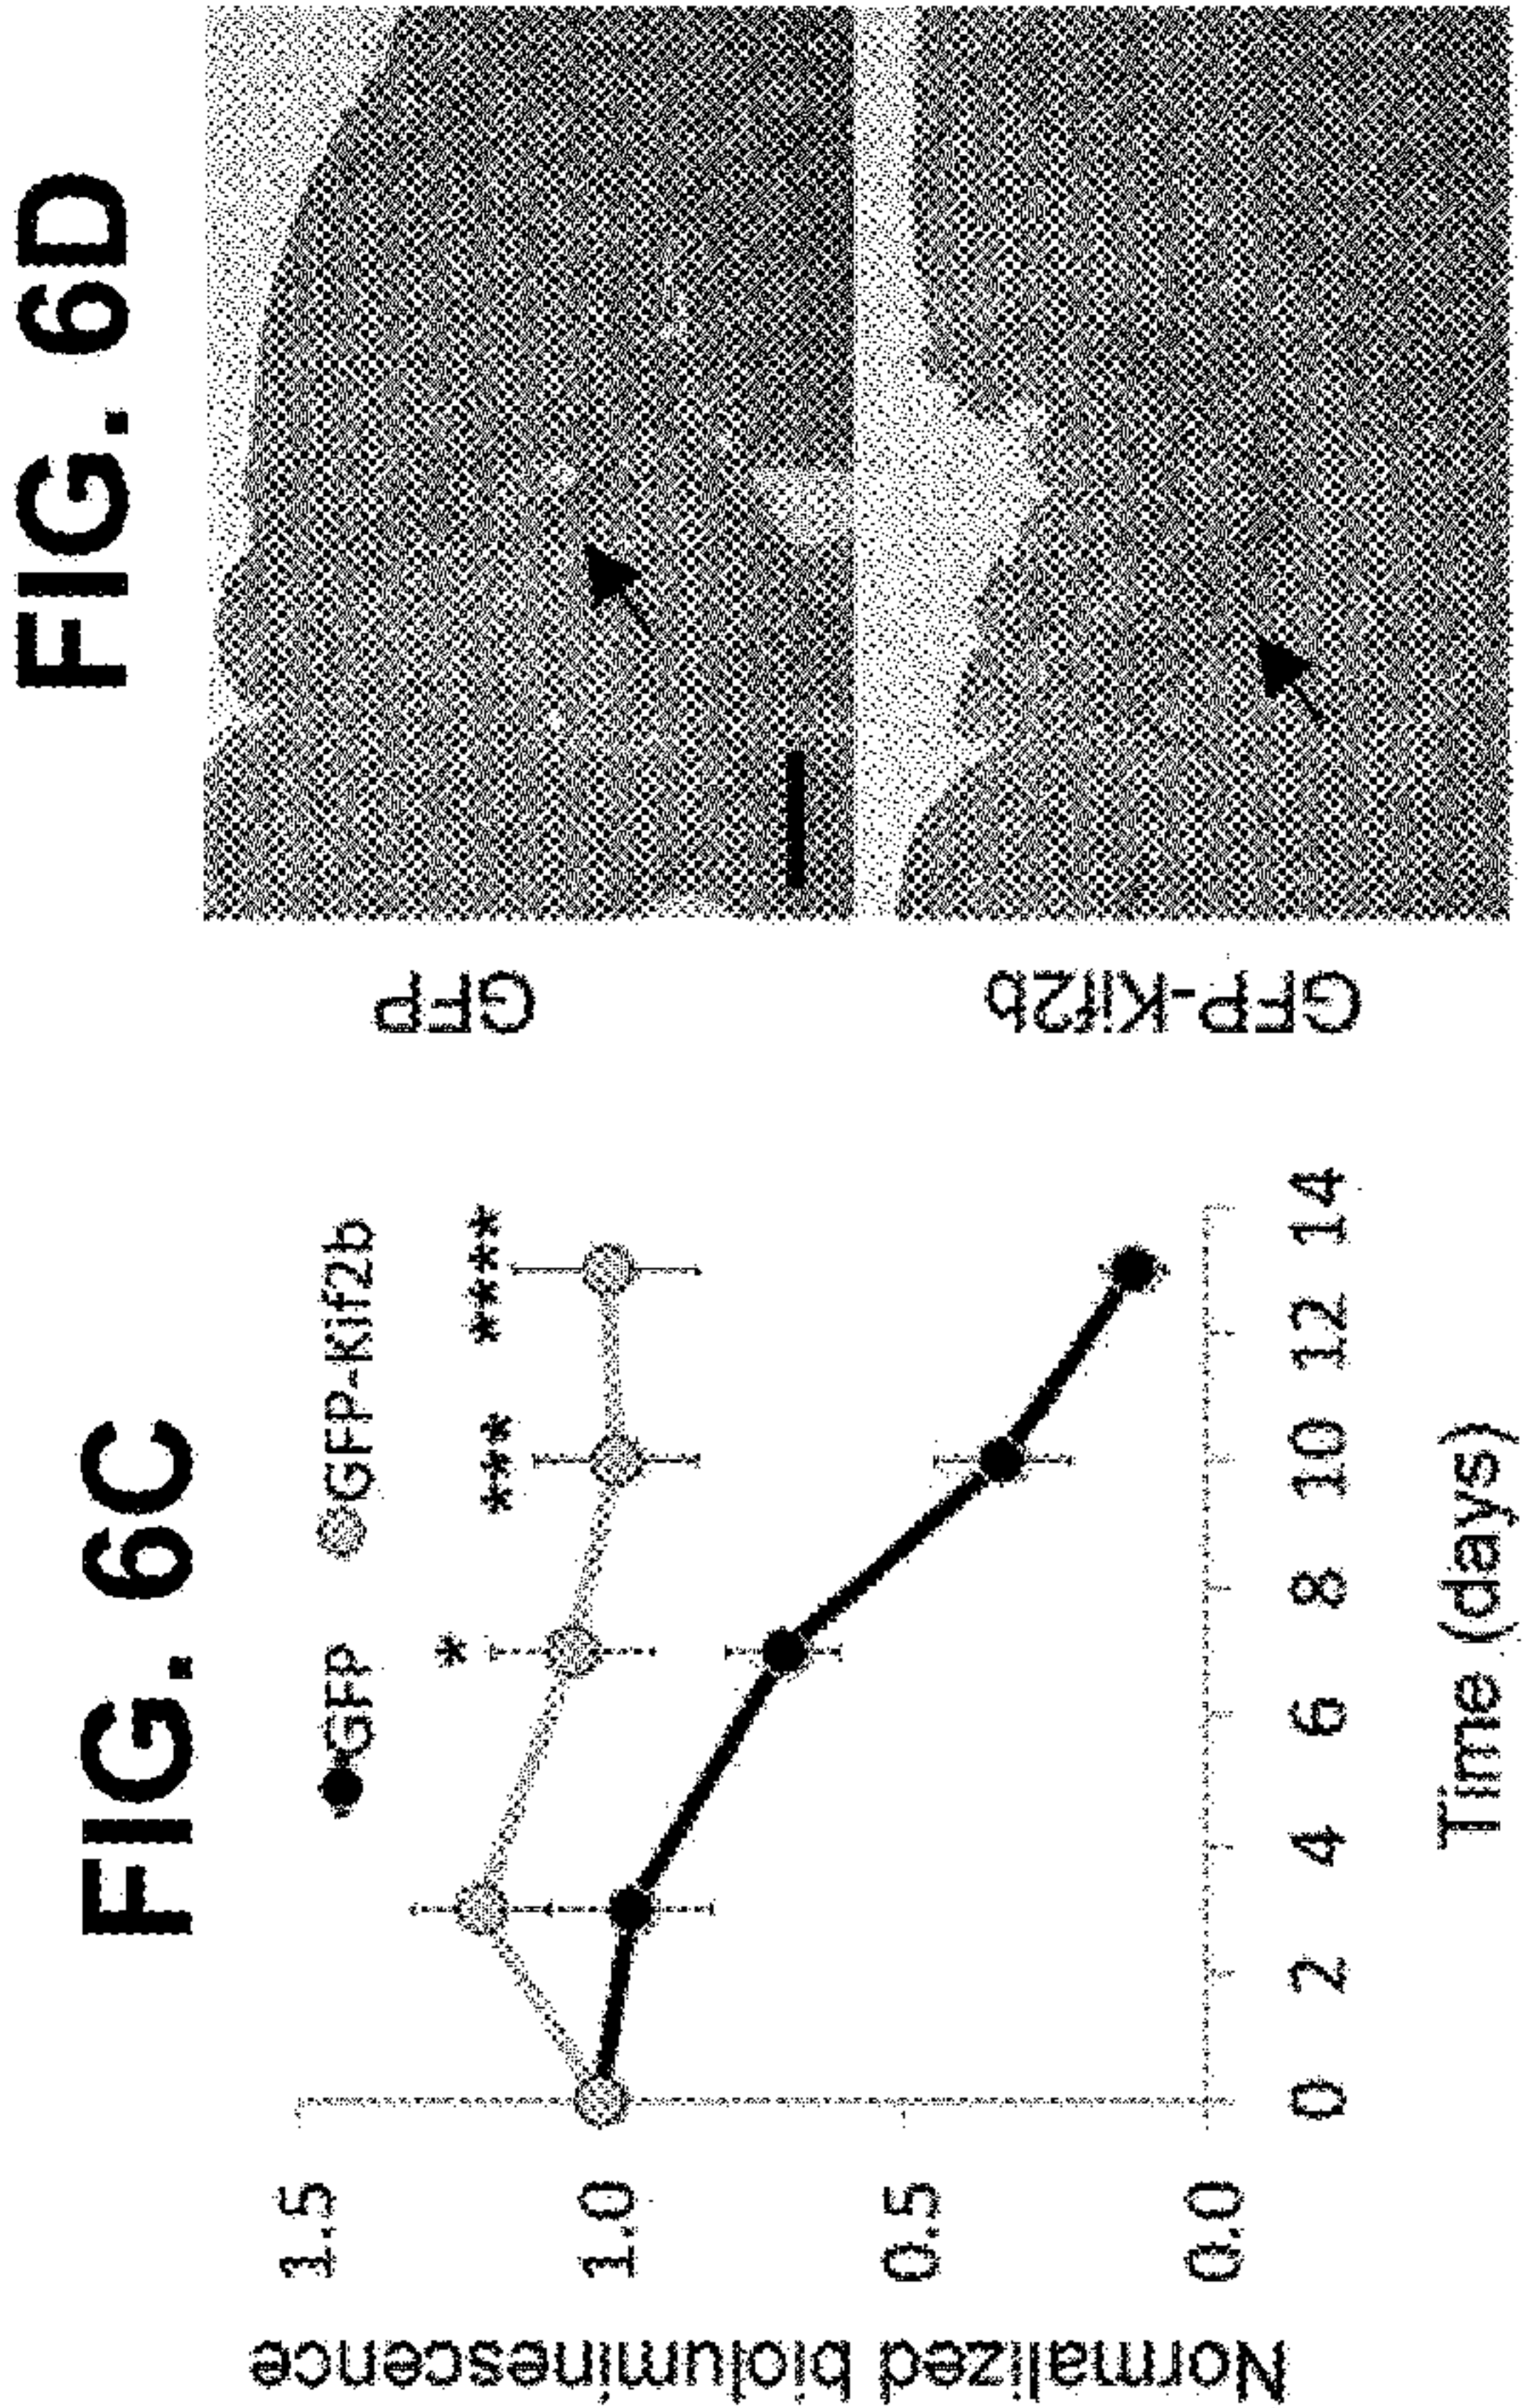 FIG. 6C
GFP GFP-Kif2b
*
***
****
1.5
1.0
0.5
0.0
Normalized bioluminescence
0 2 4 6 8 10 12 14
Time (days)
FIG. 6D
GFP
GFP-Kif2b